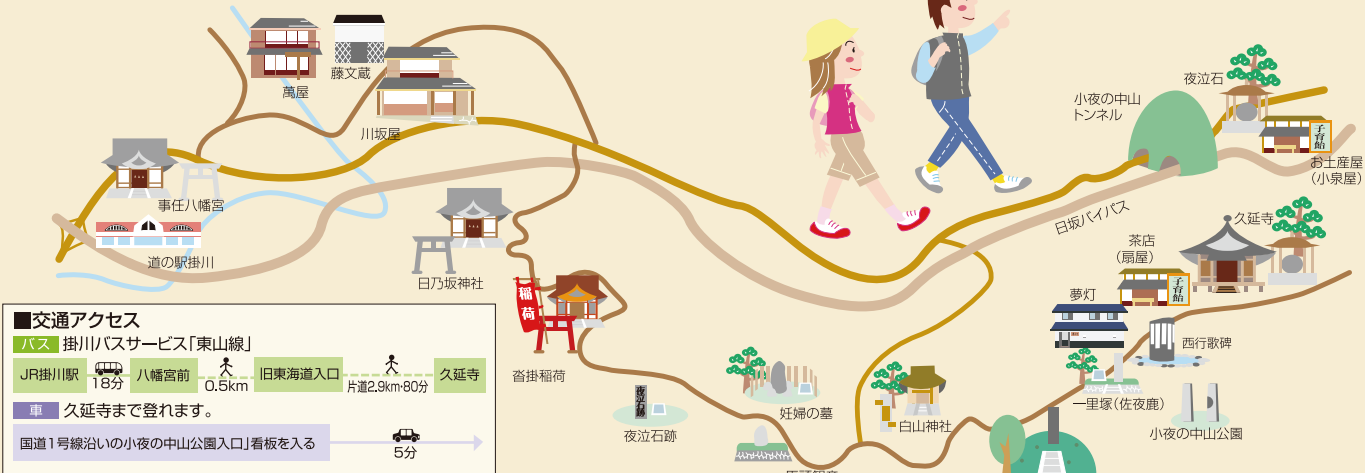 萬屋
藤文蔵
川坂屋
事任八幡宮
道の駅掛川
日乃坂神社
稲荷
沓掛稲荷
夜泣石
小夜の中山
トンネル
子育飴
お土産屋
(小泉屋)
日坂バイパス
久延寺
茶店
(扇屋)
子育飴
夢灯
西行歌碑
一里塚(佐夜鹿)
小夜の中山公園
白山神社
妊婦の墓
夜泣石跡
夜泣石跡
■交通アクセス
バス 掛川バスサービス「東山線」
JR掛川駅 18分 八幡宮前 0.5km 旧東海道入口 片道2.9km・80分 久延寺
車 久延寺まで登れます。
国道1号線沿いの小夜の中山公園入口」看板を入る 5分